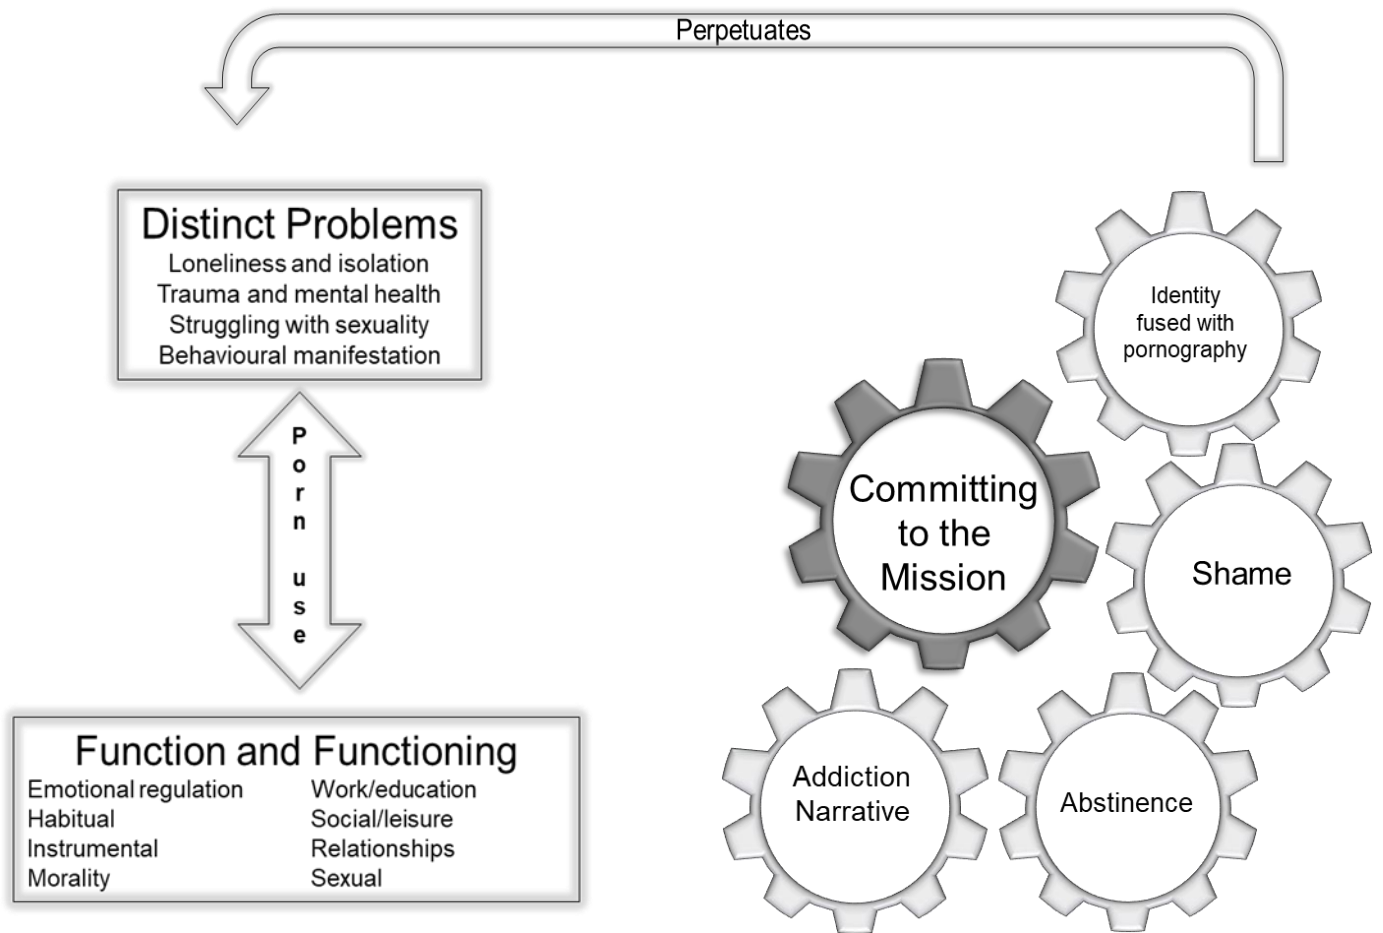 Perpetuates
Distinct Problems
Loneliness and isolation
Trauma and mental health
Struggling with sexuality
Behavioural manifestation
Porn use
Function and Functioning
Emotional regulation
Habitual
Instrumental
Morality
Work/education
Social/leisure
Relationships
Sexual
Identity
fused with
pornography
Committing
to the
Mission
Shame
Addiction
Narrative
Abstinence